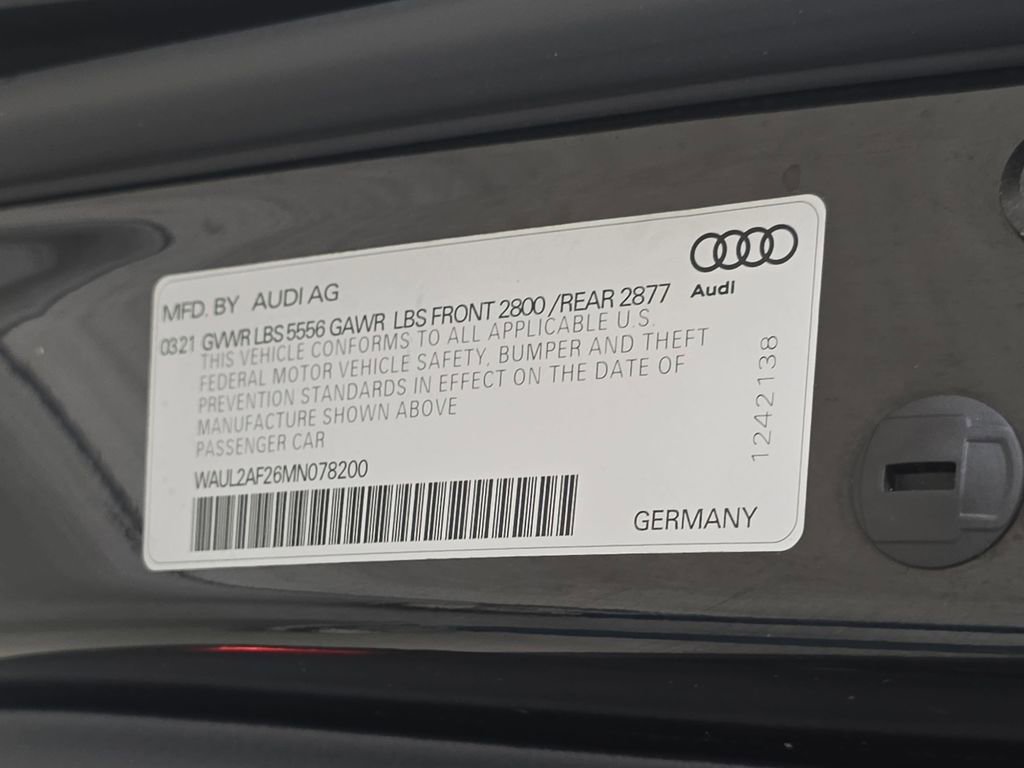 MFD. BY AUDI AG
Audi
0321 GVWR LBS 5556 GAWR LBS FRONT 2800 /REAR 2877
THIS VEHICLE CONFORMS TO ALL APPLICABLE U.S.
FEDERAL MOTOR VEHICLE SAFETY, BUMPER AND THEFT
PREVENTION STANDARDS IN EFFECT ON THE DATE OF
MANUFACTURE SHOWN ABOVE
PASSENGER CAR
1242138
WAUL2AF26MN078200
GERMANY